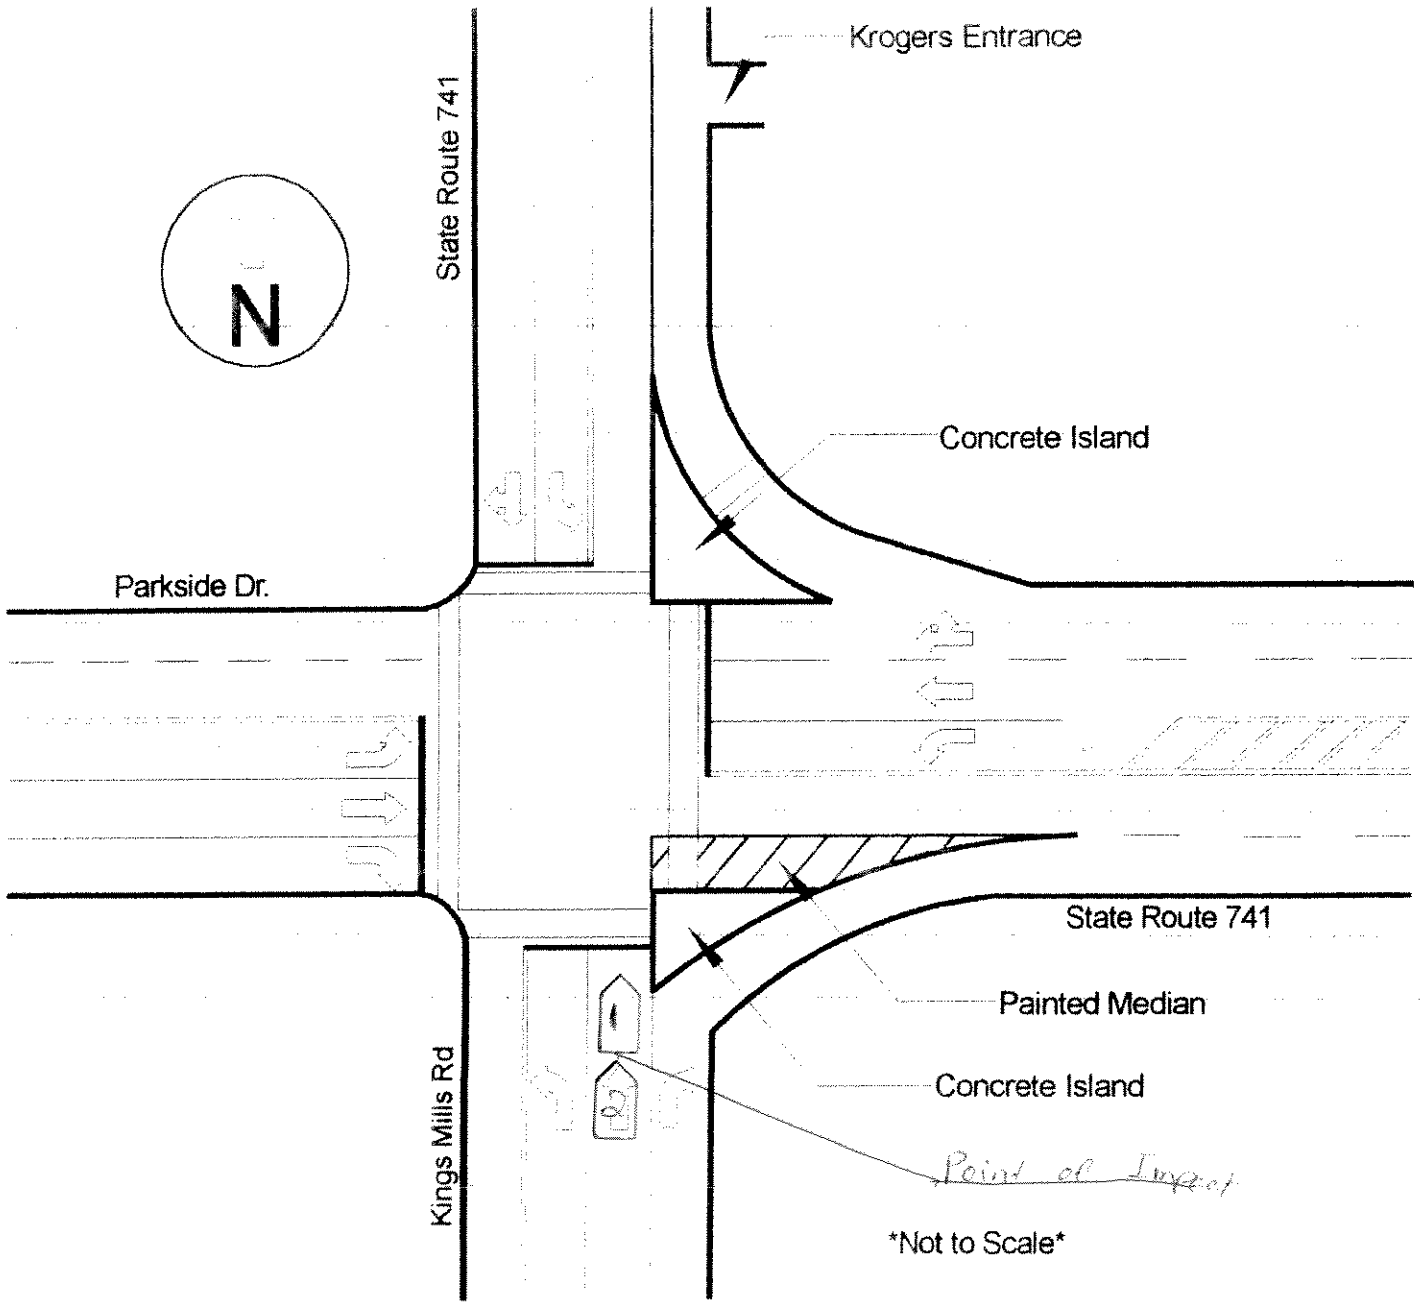 Krogers Entrance
State Route 741
N
Concrete Island
Parkside Dr.
State Route 741
Painted Median
1
Concrete Island
2
Kings Mills Rd
Point of Impact
*Not to Scale*